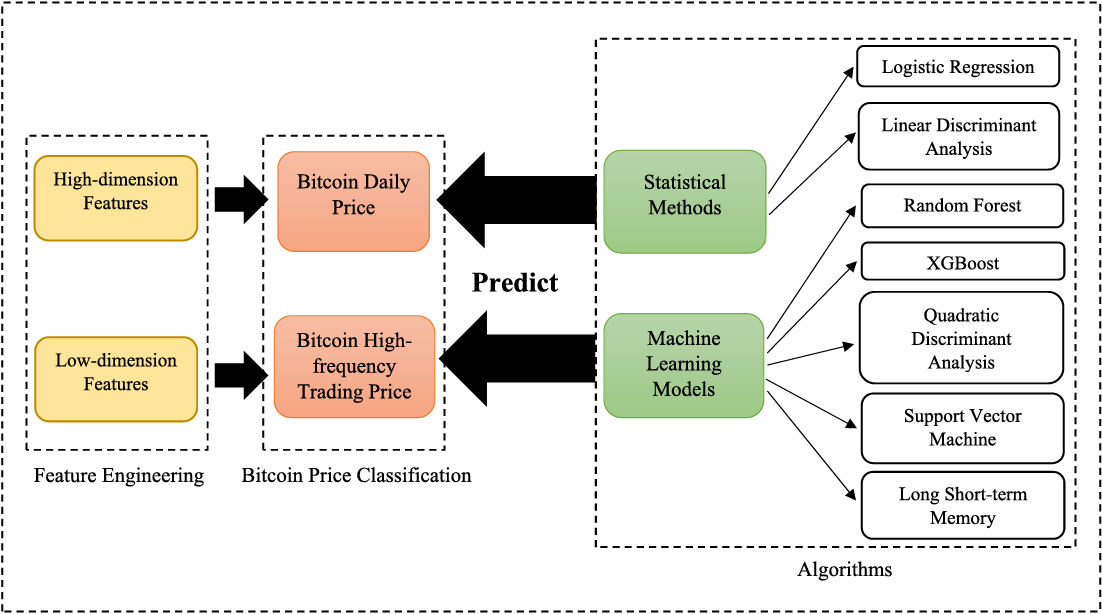 High-dimension
Features
Low-dimension
Features
Feature Engineering
Bitcoin Daily
Price
Bitcoin High-
frequency
Trading Price
Bitcoin Price Classification
Predict
Statistical
Methods
Machine
Learning
Models
Logistic Regression
Linear Discriminant
Analysis
Random Forest
XGBoost
Quadratic
Discriminant
Analysis
Support Vector
Machine
Long Short-term
Memory
Algorithms